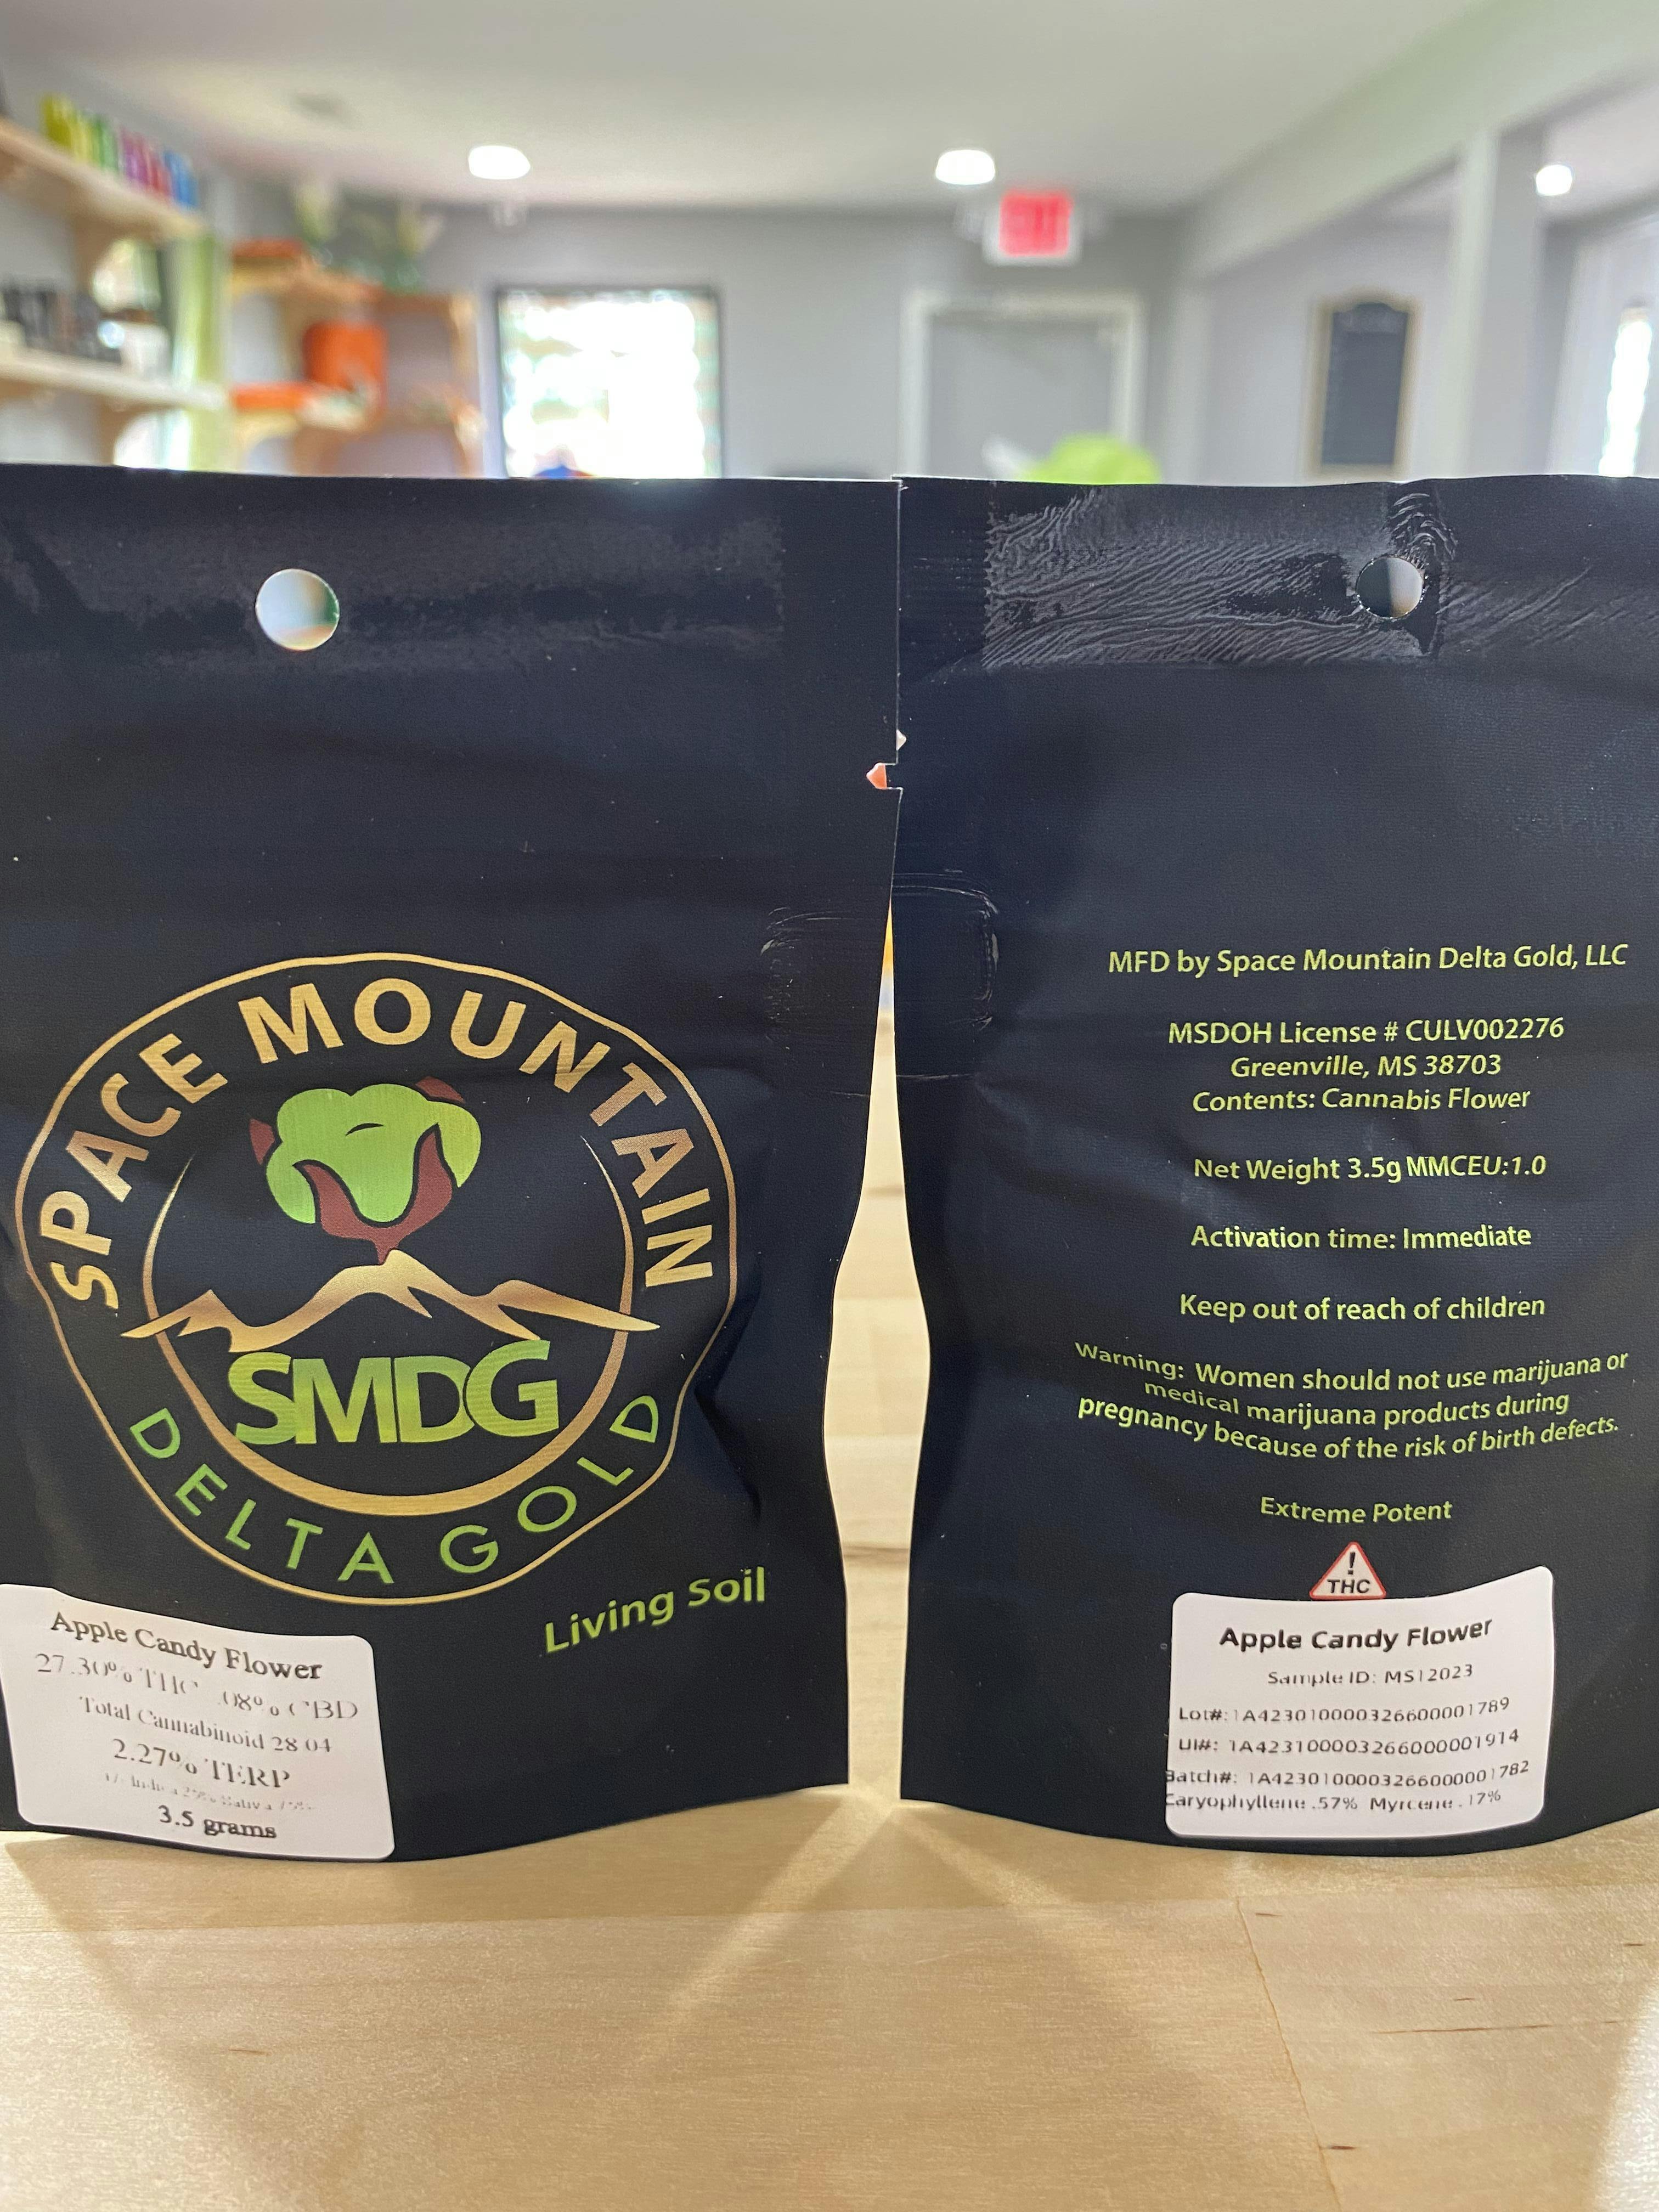 SPACE MOUNTAIN
SMDG
DELTA GOLD
Living Soil
Apple Candy Flower
27.30% THC .08% CBD
Total Cannabinoid 28.04
2.27% TERP
3.5 grams
EXIT
MFD by Space Mountain Delta Gold, LLC
MSDOH License # CULV002276
Greenville, MS 38703
Contents: Cannabis Flower
Net Weight 3.5g MMCEU:1.0
Activation time: Immediate
Keep out of reach of children
Warning: Women should not use marijuana or
medical marijuana products during
pregnancy because of the risk of birth defects.
Extreme Potent
!
THC
Apple Candy Flower
Sample ID: MS12023
Lot#:1A4230100003266000001789
UI#: 1A4231000003266000001914
Batch#: 1A4230100003266000001782
Caryophyllene .57% Myrcene .17%